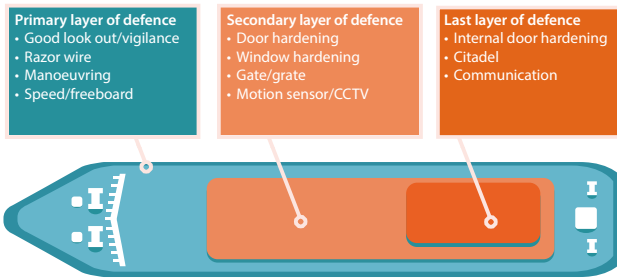 Primary layer of defence
• Good look out/vigilance
• Razor wire
• Manoeuvring
• Speed/freeboard
Secondary layer of defence
• Door hardening
• Window hardening
• Gate/grate
• Motion sensor/CCTV
Last layer of defence
• Internal door hardening
• Citadel
• Communication